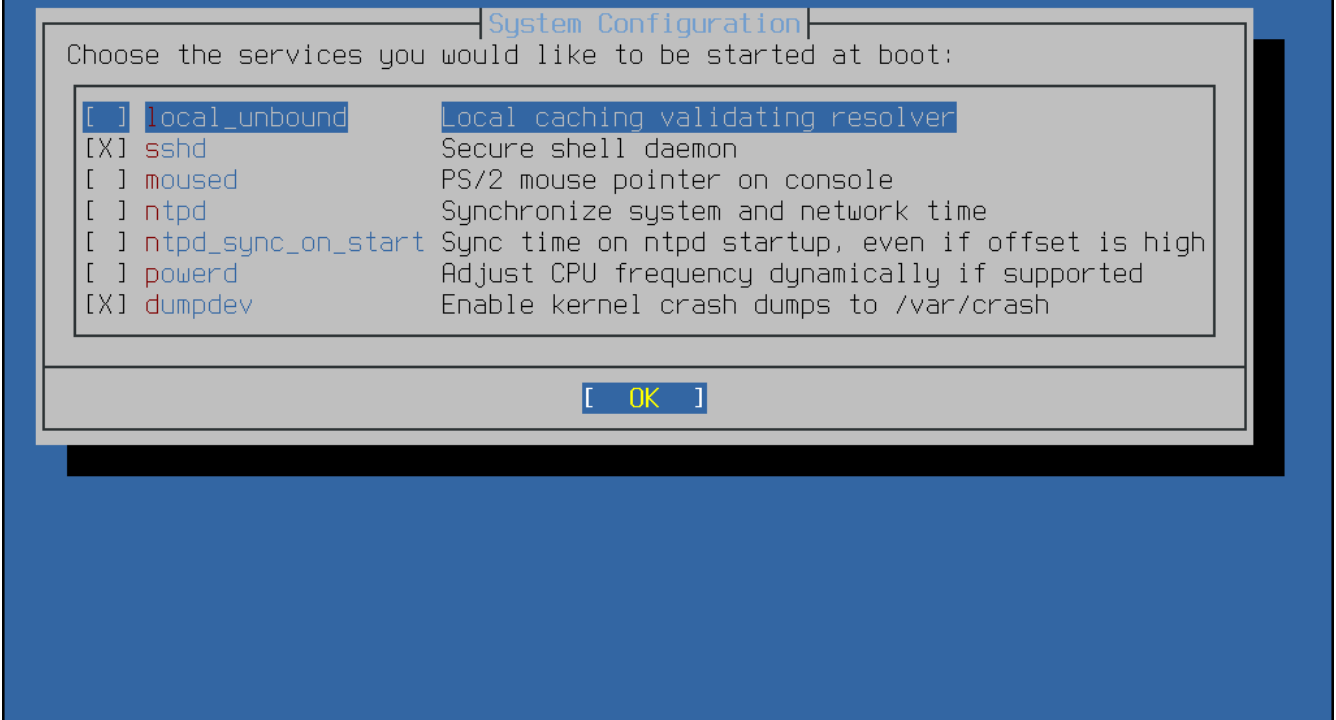 System Configuration
Choose the services you would like to be started at boot:
[ ] local_unbound Local caching validating resolver
[X] sshd Secure shell daemon
[ ] moused PS/2 mouse pointer on console
[ ] ntpd Synchronize system and network time
[ ] ntpd_sync_on_start Sync time on ntpd startup, even if offset is high
[ ] powerd Adjust CPU frequency dynamically if supported
[X] dumpdev Enable kernel crash dumps to /var/crash
[ OK ]